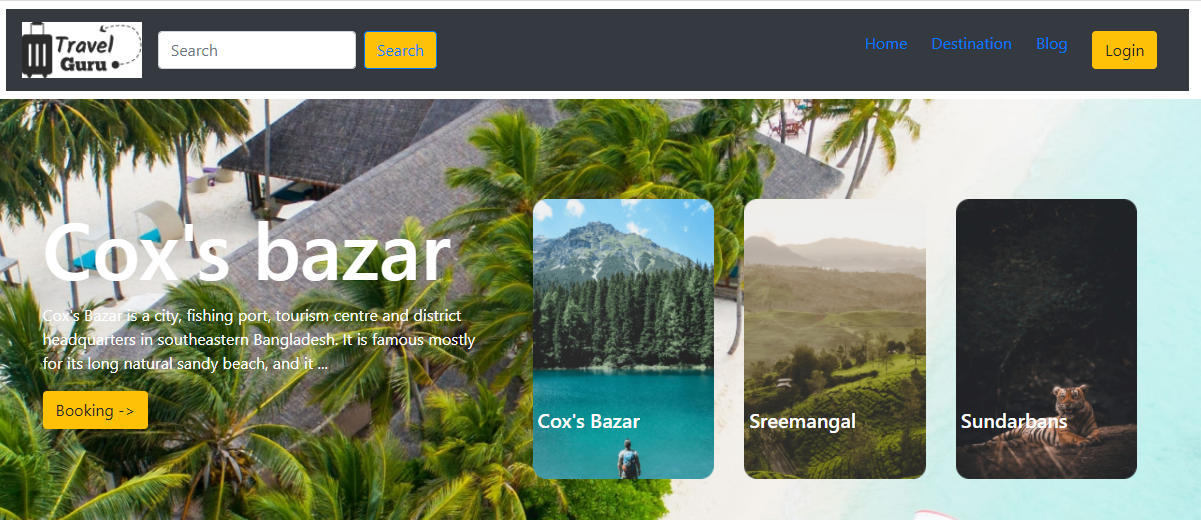 Travel
Guru
Search
Search
Home
Destination
Blog
Login
Cox's bazar
Cox's Bazar is a city, fishing port, tourism centre and district
headquarters in southeastern Bangladesh. It is famous mostly
for its long natural sandy beach, and it ...
Booking ->
Cox's Bazar
Sreemangal
Sundarbans